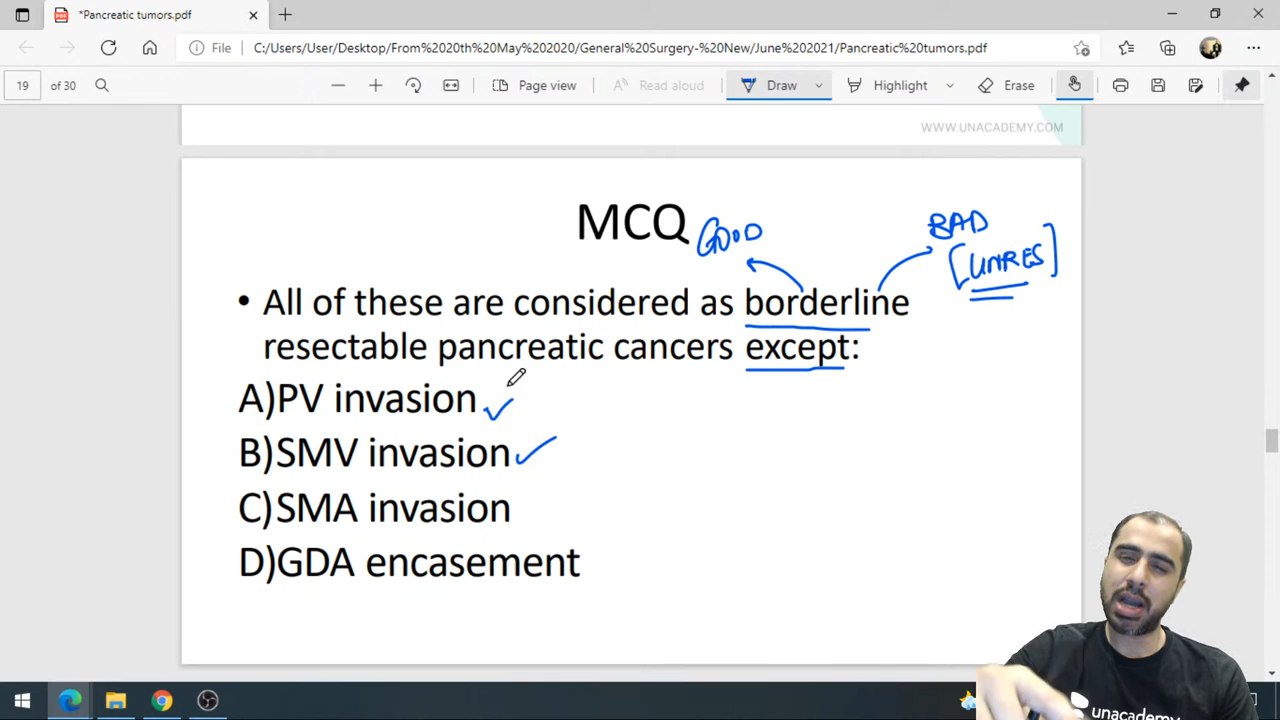 *Pancreatic tumors.pdf
File C:/Users/User/Desktop/From%2020th%20May%202020/General%20Surgery-%20New/June%202021/Pancreatic%20tumors.pdf
19 of 30 Page view Read aloud Draw Highlight Erase
WWW.UNACADEMY.COM
MCQ GOOD BAD
[UNRES]
• All of these are considered as borderline
resectable pancreatic cancers except:
A)PV invasion ✓
B)SMV invasion ✓
C)SMA invasion
D)GDA encasement
unacademy